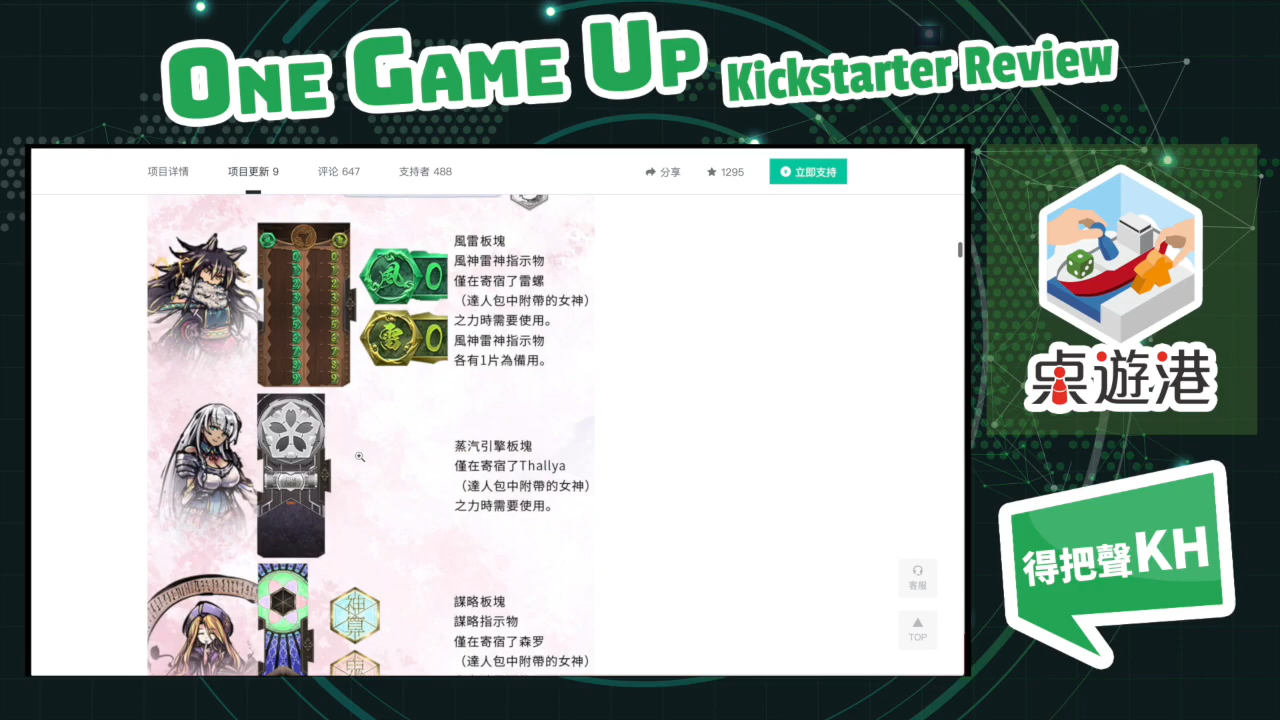 ONE GAME UP Kickstarter Review
项目详情 项目更新 9 评论 647 支持者 488 分享 1295 立即支持
風雷板塊
風神雷神指示物
僅在寄宿了雷螺
（達人包中附帶的女神）
之力時需要使用。
風神雷神指示物
各有1片為備用。
風 0
雷 0
蒸汽引擎板塊
僅在寄宿了Thallya
（達人包中附帶的女神）
之力時需要使用。
謀略板塊
謀略指示物
僅在寄宿了森罗
（達人包中附帶的女神）
神算
客服
TOP
桌遊港
得把聲KH